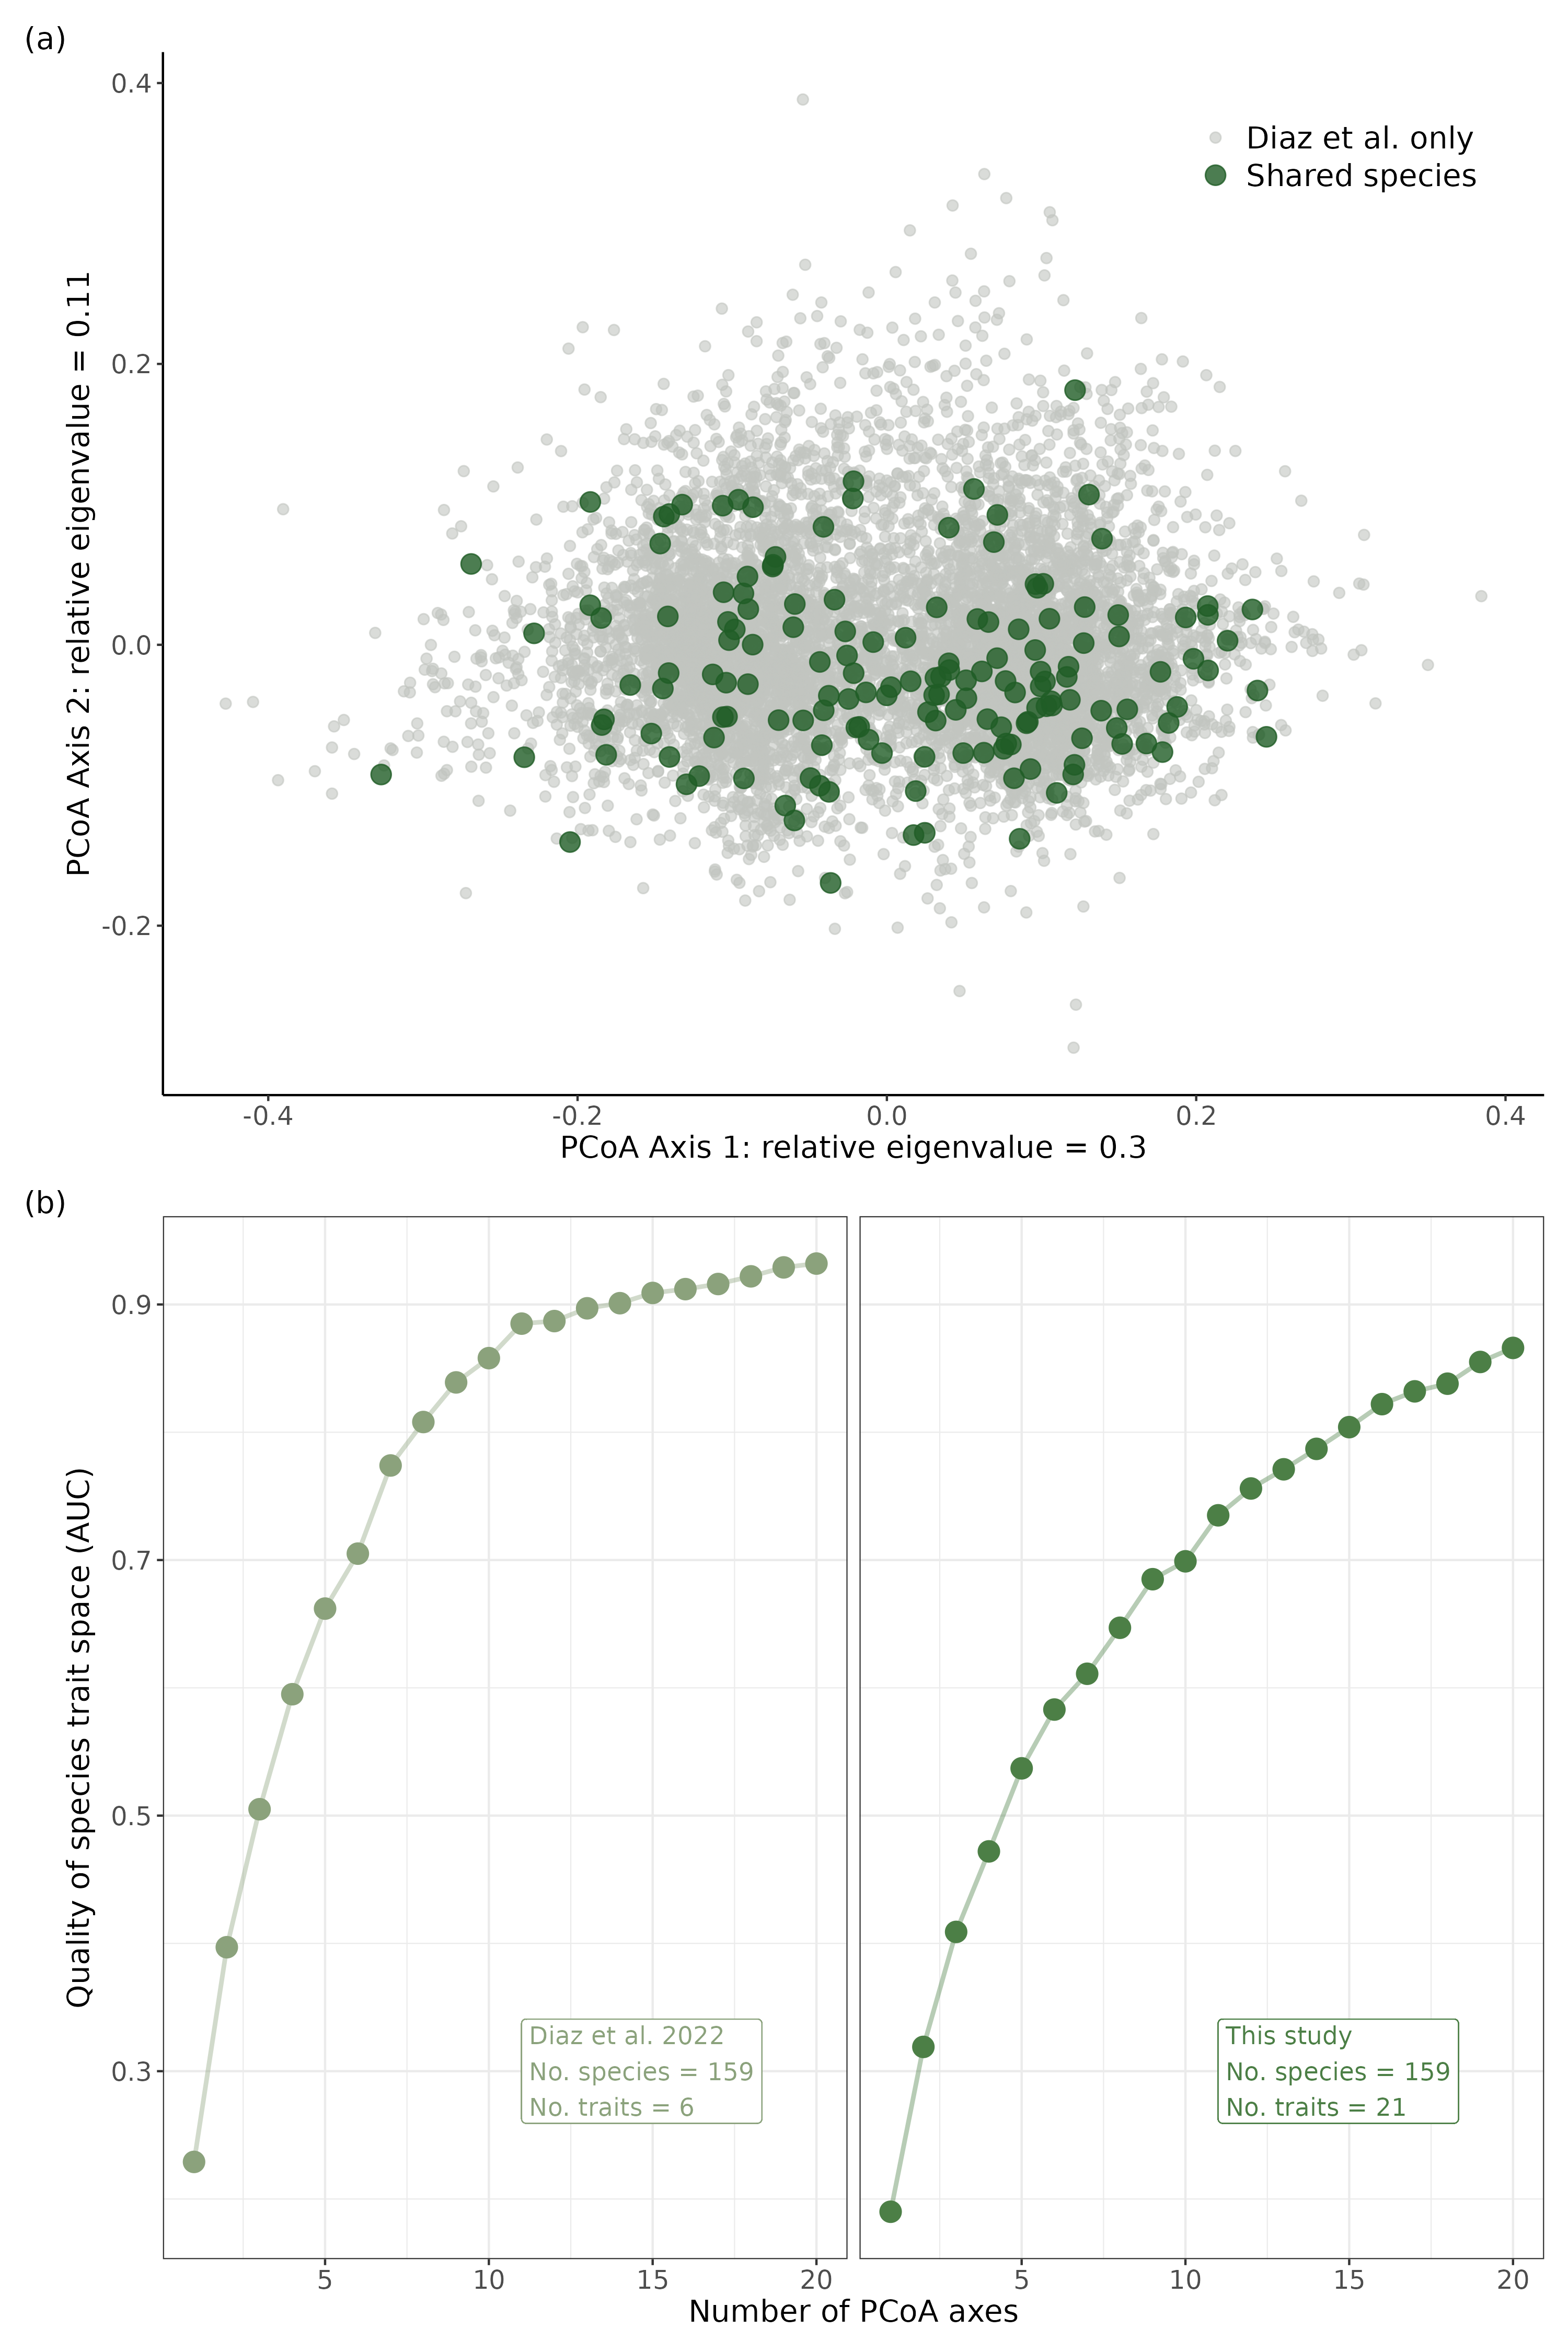 (a)
0.4
0.2
0.0
-0.2
PCoA Axis 2: relative eigenvalue = 0.11
Diaz et al. only
Shared species
-0.4
-0.2
0.0
0.2
0.4
PCoA Axis 1: relative eigenvalue = 0.3
(b)
0.9
0.7
0.5
0.3
Quality of species trait space (AUC)
Diaz et al. 2022
No. species = 159
No. traits = 6
This study
No. species = 159
No. traits = 21
5
10
15
20
5
10
15
20
Number of PCoA axes